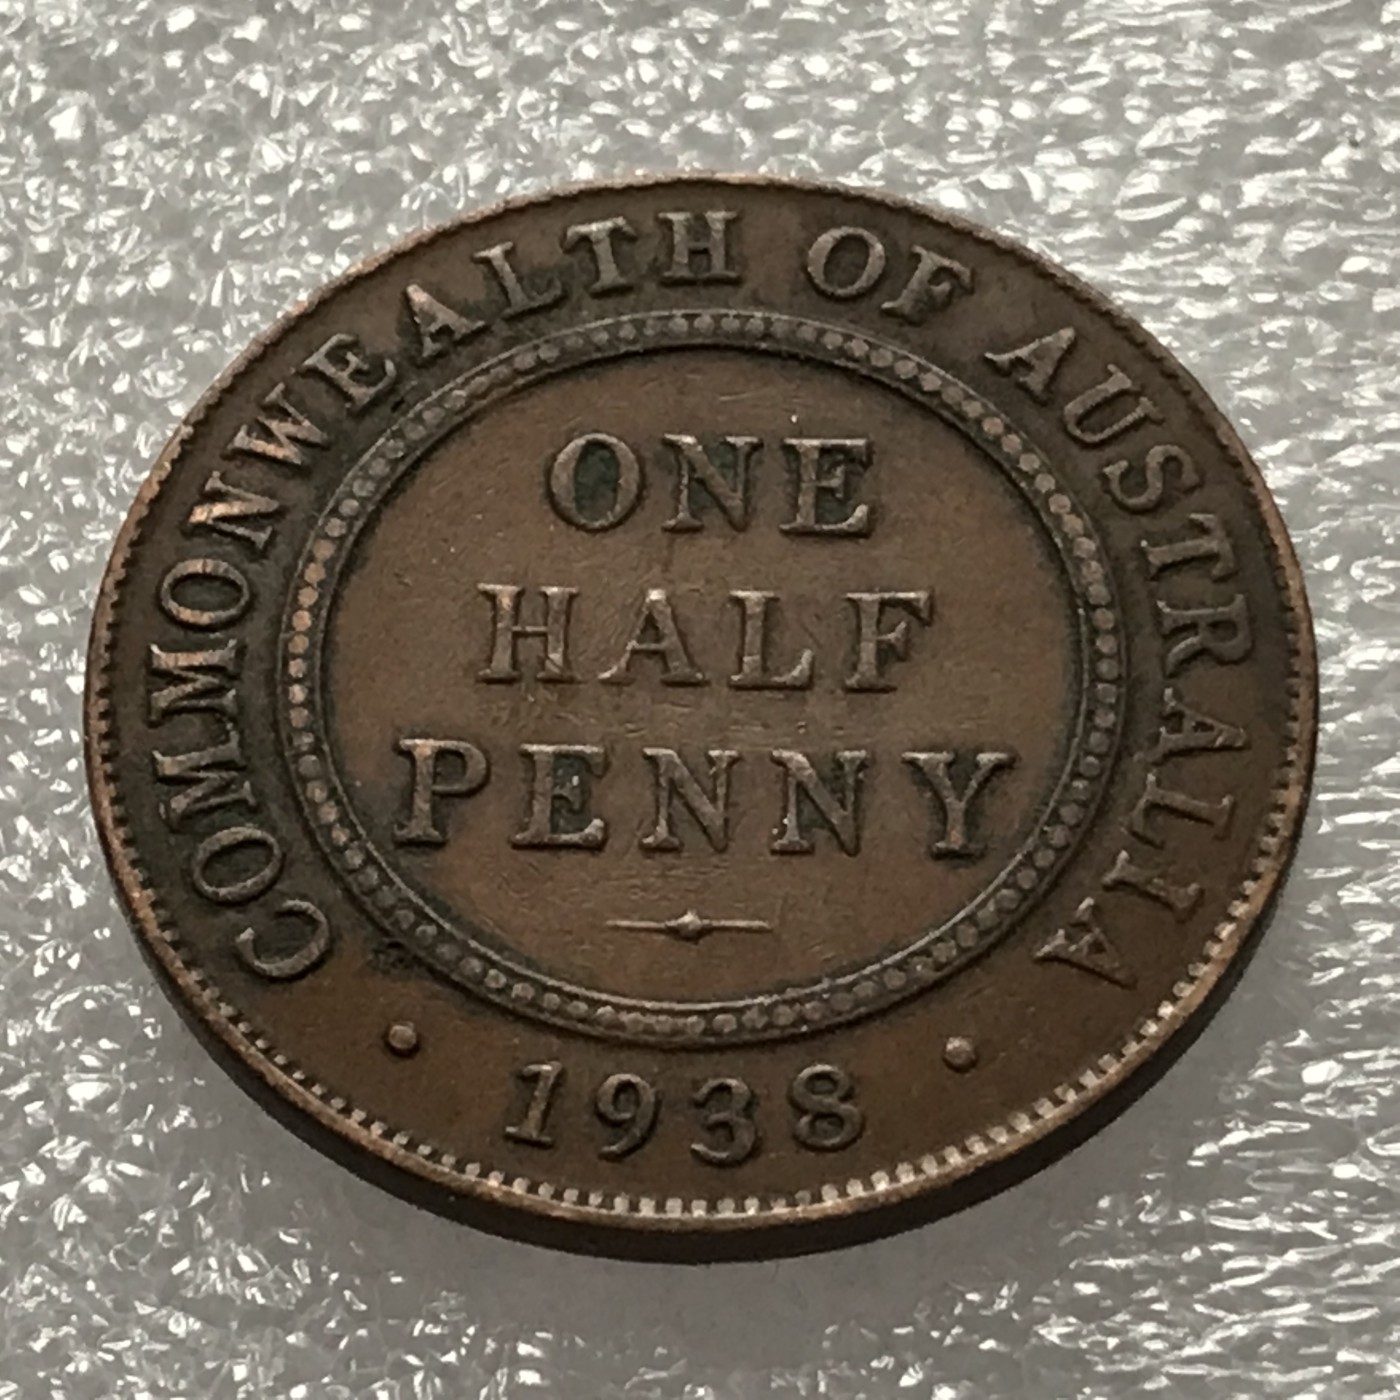 COMMONWEALTH OF AUSTRALIA
ONE
HALF
PENNY
· 1938 ·